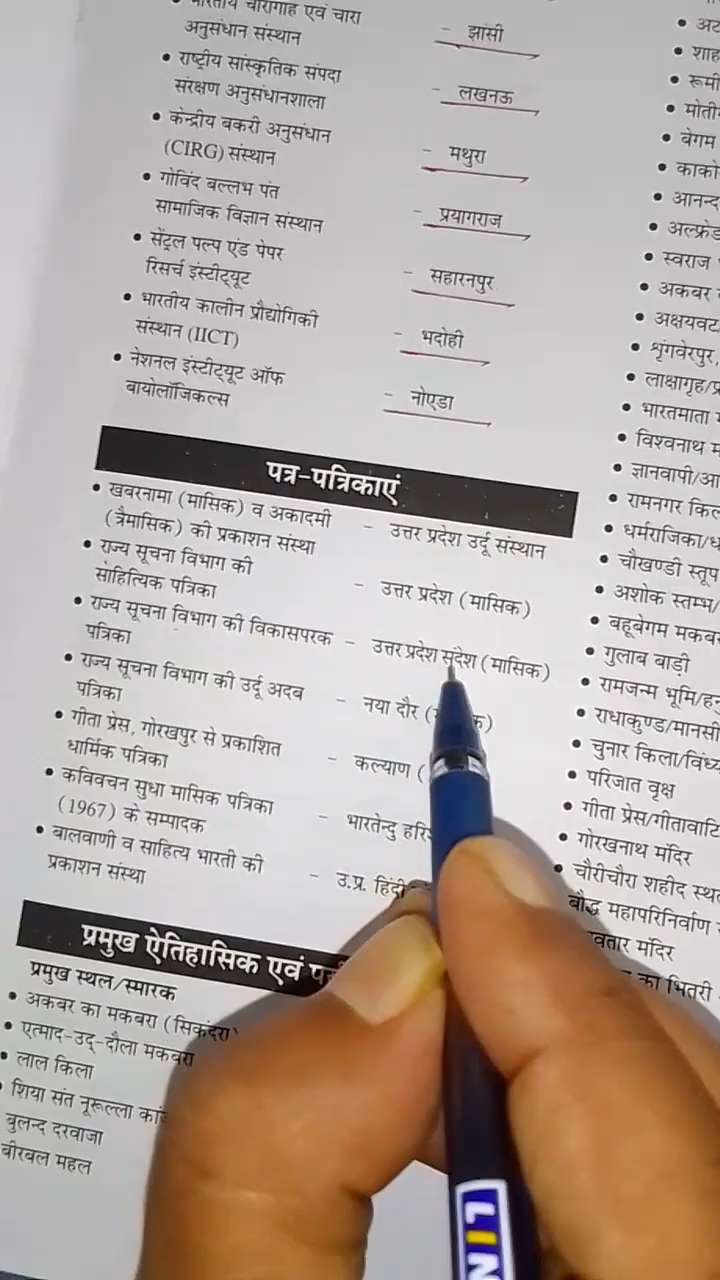 भारतीय चारागाह एवं चारा
अनुसंधान संस्थान - झांसी
• राष्ट्रीय सांस्कृतिक संपदा
संरक्षण अनुसंधानशाला - लखनऊ
• केन्द्रीय बकरी अनुसंधान
(CIRG) संस्थान - मथुरा
• गोविंद बल्लभ पंत
सामाजिक विज्ञान संस्थान - प्रयागराज
• सेंट्रल पल्प एंड पेपर
रिसर्च इंस्टीट्यूट - सहारनपुर
• भारतीय कालीन प्रौद्योगिकी
संस्थान (IICT) - भदोही
• नेशनल इंस्टीट्यूट ऑफ
बायोलॉजिकल्स - नोएडा
पत्र-पत्रिकाएं
• खबरनामा (मासिक) व अकादमी - उत्तर प्रदेश उर्दू संस्थान
(त्रैमासिक) की प्रकाशन संस्था
• राज्य सूचना विभाग की - उत्तर प्रदेश (मासिक)
साहित्यिक पत्रिका
• राज्य सूचना विभाग की विकासपरक - उत्तर प्रदेश संदेश (मासिक)
पत्रिका
• राज्य सूचना विभाग की उर्दू अदब - नया दौर
पत्रिका
• गीता प्रेस, गोरखपुर से प्रकाशित - कल्याण (
धार्मिक पत्रिका
• कविवचन सुधा मासिक पत्रिका - भारतेन्दु
(1967) के सम्पादक
• बालवाणी व साहित्य भारती की - उ.प्र. हिंदी
प्रकाशन संस्था
प्रमुख ऐतिहासिक एवं
प्रमुख स्थल/स्मारक
• अकबर का मकबरा (सिकंदरा)
• एत्माद-उद्-दौला मकबरा
• लाल किला
• शिया संत नूरूल्ला
बुलन्द दरवाजा
बीरबल महल
•
•
• रूमी
•
• बेगम
•
• आनन्द
•
• स्वराज
• अकबर
• अक्षयवट
• शृंगवेरपुर,
• लाक्षागृह/
• भारतमाता
• विश्वनाथ
• ज्ञानवापी/
• रामनगर
• धर्मराजिका/
• चौखण्डी स्तूप
• अशोक स्तम्भ/
• बहूबेगम
• गुलाब बाड़ी
• रामजन्म भूमि/
• राधाकुण्ड/
• चुनार किला/
• परिजात वृक्ष
• गीता प्रेस/
• गोरखनाथ मंदिर
• चौरीचौरा शहीद
बौद्ध महापरिनिर्वाण
मंदिर
का भितरी
LIN